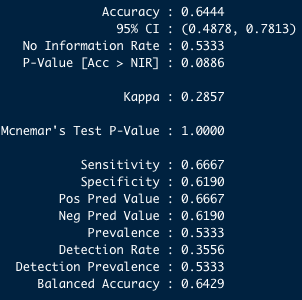 Accuracy : 0.6444
95% CI : (0.4878, 0.7813)
No Information Rate : 0.5333
P-Value [Acc > NIR] : 0.0886
Kappa : 0.2857
Mcnemar's Test P-Value : 1.0000
Sensitivity : 0.6667
Specificity : 0.6190
Pos Pred Value : 0.6667
Neg Pred Value : 0.6190
Prevalence : 0.5333
Detection Rate : 0.3556
Detection Prevalence : 0.5333
Balanced Accuracy : 0.6429